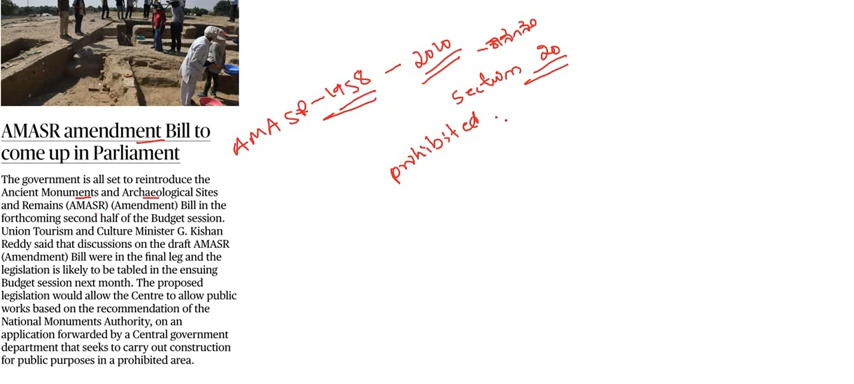 AMASR amendment Bill to
come up in Parliament
The government is all set to reintroduce the
Ancient Monuments and Archaeological Sites
and Remains (AMASR) (Amendment) Bill in the
forthcoming second half of the Budget session.
Union Tourism and Culture Minister G. Kishan
Reddy said that discussions on the draft AMASR
(Amendment) Bill were in the final leg and the
legislation is likely to be tabled in the ensuing
Budget session next month. The proposed
legislation would allow the Centre to allow public
works based on the recommendation of the
National Monuments Authority, on an
application forwarded by a Central government
department that seeks to carry out construction
for public purposes in a prohibited area.
AMASR - 1958 - 2010
Section 20
prohibited